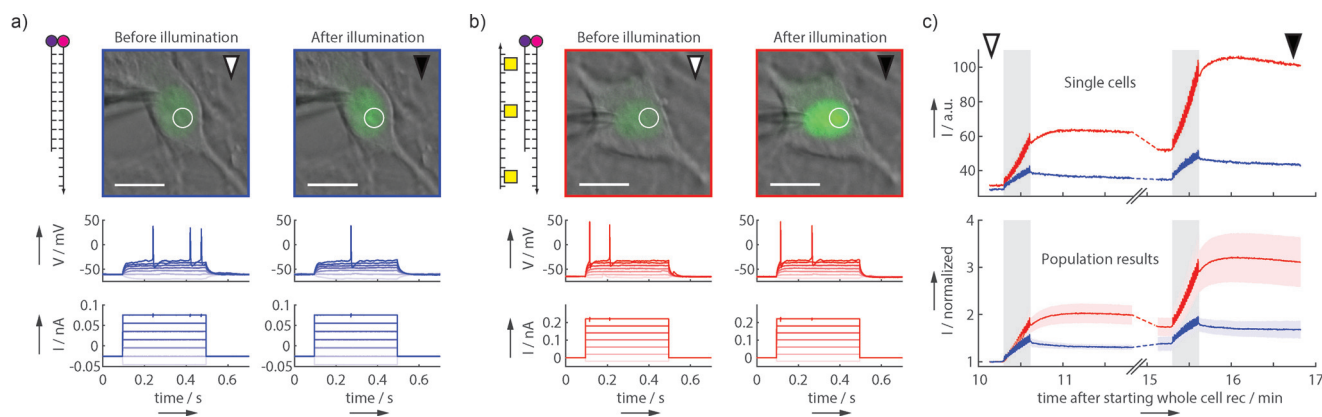 a)
Before illumination
After illumination
V / mV
50
0
-50
50
0
-50
I / nA
0.1
0.05
0
-0.05
0.1
0.05
0
-0.05
0 0.2 0.4 0.6
time / s
0 0.2 0.4 0.6
time / s
b)
Before illumination
After illumination
V / mV
50
0
-50
50
0
-50
I / nA
0.2
0.1
0
0.2
0.1
0
0 0.2 0.4 0.6
time / s
0 0.2 0.4 0.6
time / s
c)
I / a.u.
100
80
60
40
Single cells
I / normalized
4
3
2
1
Population results
10 11 15 16 17
time after starting whole cell rec / min